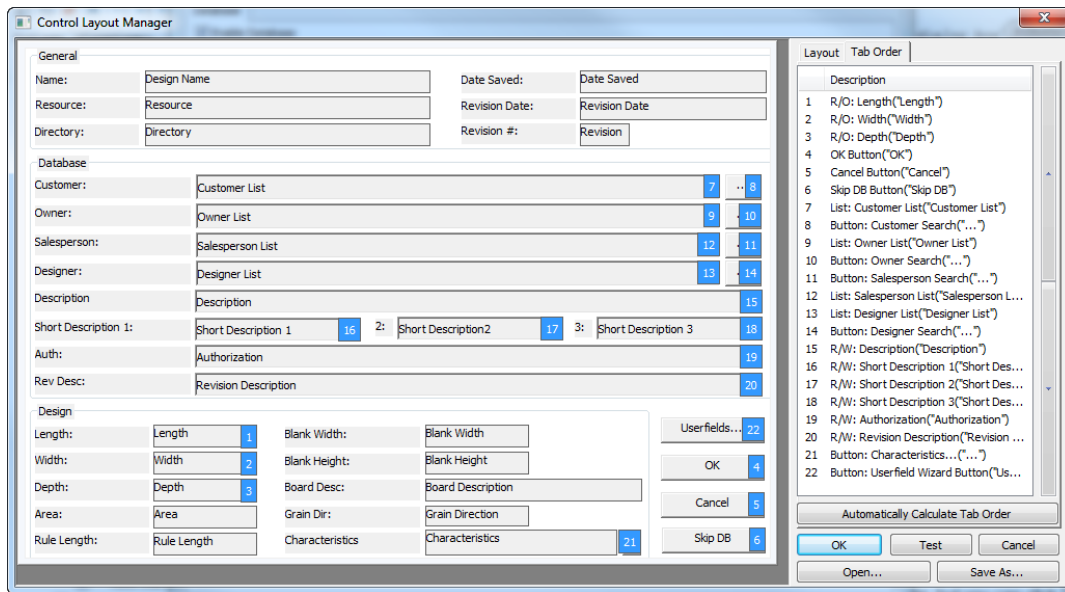 Control Layout Manager
General
Name: Design Name Date Saved: Date Saved
Resource: Resource Revision Date: Revision Date
Directory: Directory Revision #: Revision
Database
Customer: Customer List 7 .. 8
Owner: Owner List 9 10
Salesperson: Salesperson List 12 11
Designer: Designer List 13 14
Description Description 15
Short Description 1: Short Description 1 16 2: Short Description2 17 3: Short Description 3 18
Auth: Authorization 19
Rev Desc: Revision Description 20
Design
Length: Length 1 Blank Width: Blank Width
Width: Width 2 Blank Height: Blank Height
Depth: Depth 3 Board Desc: Board Description
Area: Area Grain Dir: Grain Direction
Rule Length: Rule Length Characteristics Characteristics 21
Userfields... 22
OK 4
Cancel 5
Skip DB 6
Layout Tab Order
Description
1 R/O: Length("Length")
2 R/O: Width("Width")
3 R/O: Depth("Depth")
4 OK Button("OK")
5 Cancel Button("Cancel")
6 Skip DB Button("Skip DB")
7 List: Customer List("Customer List")
8 Button: Customer Search("...")
9 List: Owner List("Owner List")
10 Button: Owner Search("...")
11 Button: Salesperson Search("...")
12 List: Salesperson List("Salesperson L...
13 List: Designer List("Designer List")
14 Button: Designer Search("...")
15 R/W: Description("Description")
16 R/W: Short Description 1("Short Des...
17 R/W: Short Description 2("Short Des...
18 R/W: Short Description 3("Short Des...
19 R/W: Authorization("Authorization")
20 R/W: Revision Description("Revision ...
21 Button: Characteristics...("...")
22 Button: Userfield Wizard Button("Us...
Automatically Calculate Tab Order
OK Test Cancel
Open... Save As...